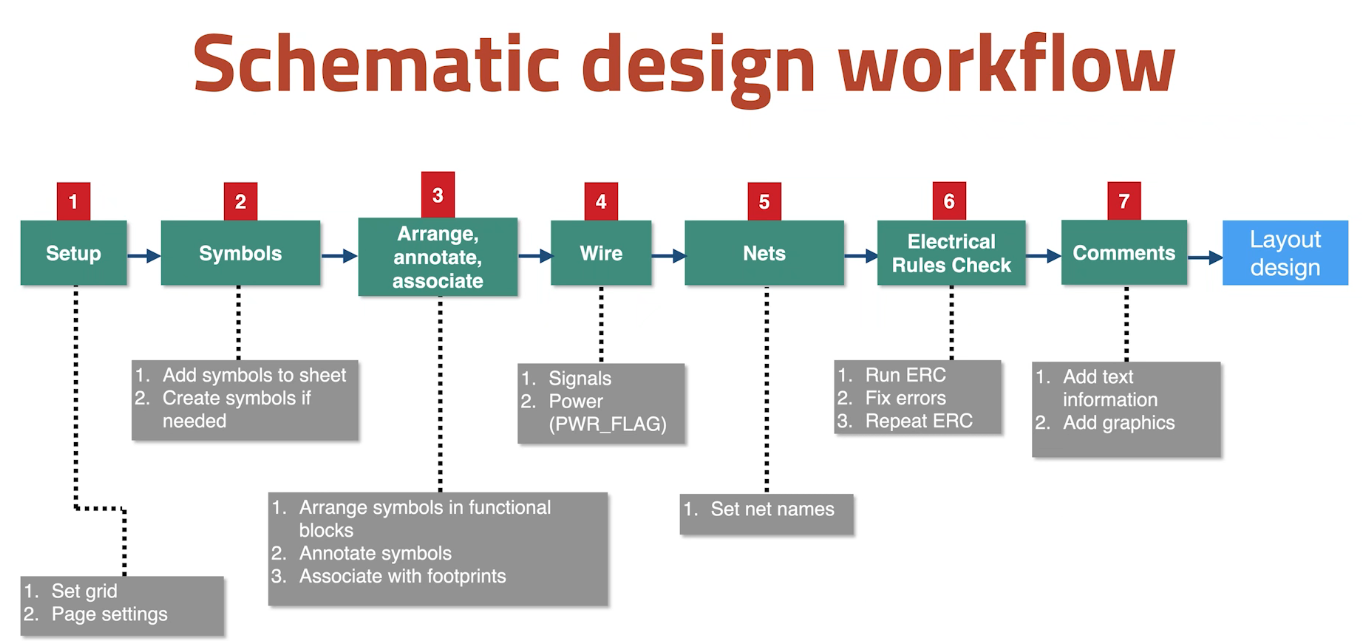 Schematic design workflow
1
2
3
4
5
6
7
Setup
Symbols
Arrange,
annotate,
associate
Wire
Nets
Electrical
Rules Check
Comments
Layout
design
1. Add symbols to sheet
2. Create symbols if
needed
1. Signals
2. Power
(PWR_FLAG)
1. Run ERC
2. Fix errors
3. Repeat ERC
1. Add text
information
2. Add graphics
1. Arrange symbols in functional
blocks
2. Annotate symbols
3. Associate with footprints
1. Set net names
1. Set grid
2. Page settings